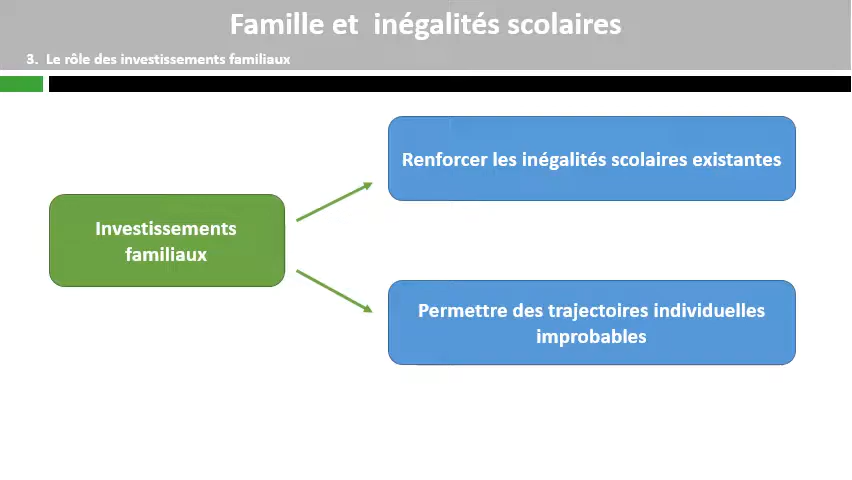 Famille et inégalités scolaires
3. Le rôle des investissements familiaux
Renforcer les inégalités scolaires existantes
Investissements
familiaux
Permettre des trajectoires individuelles
improbables